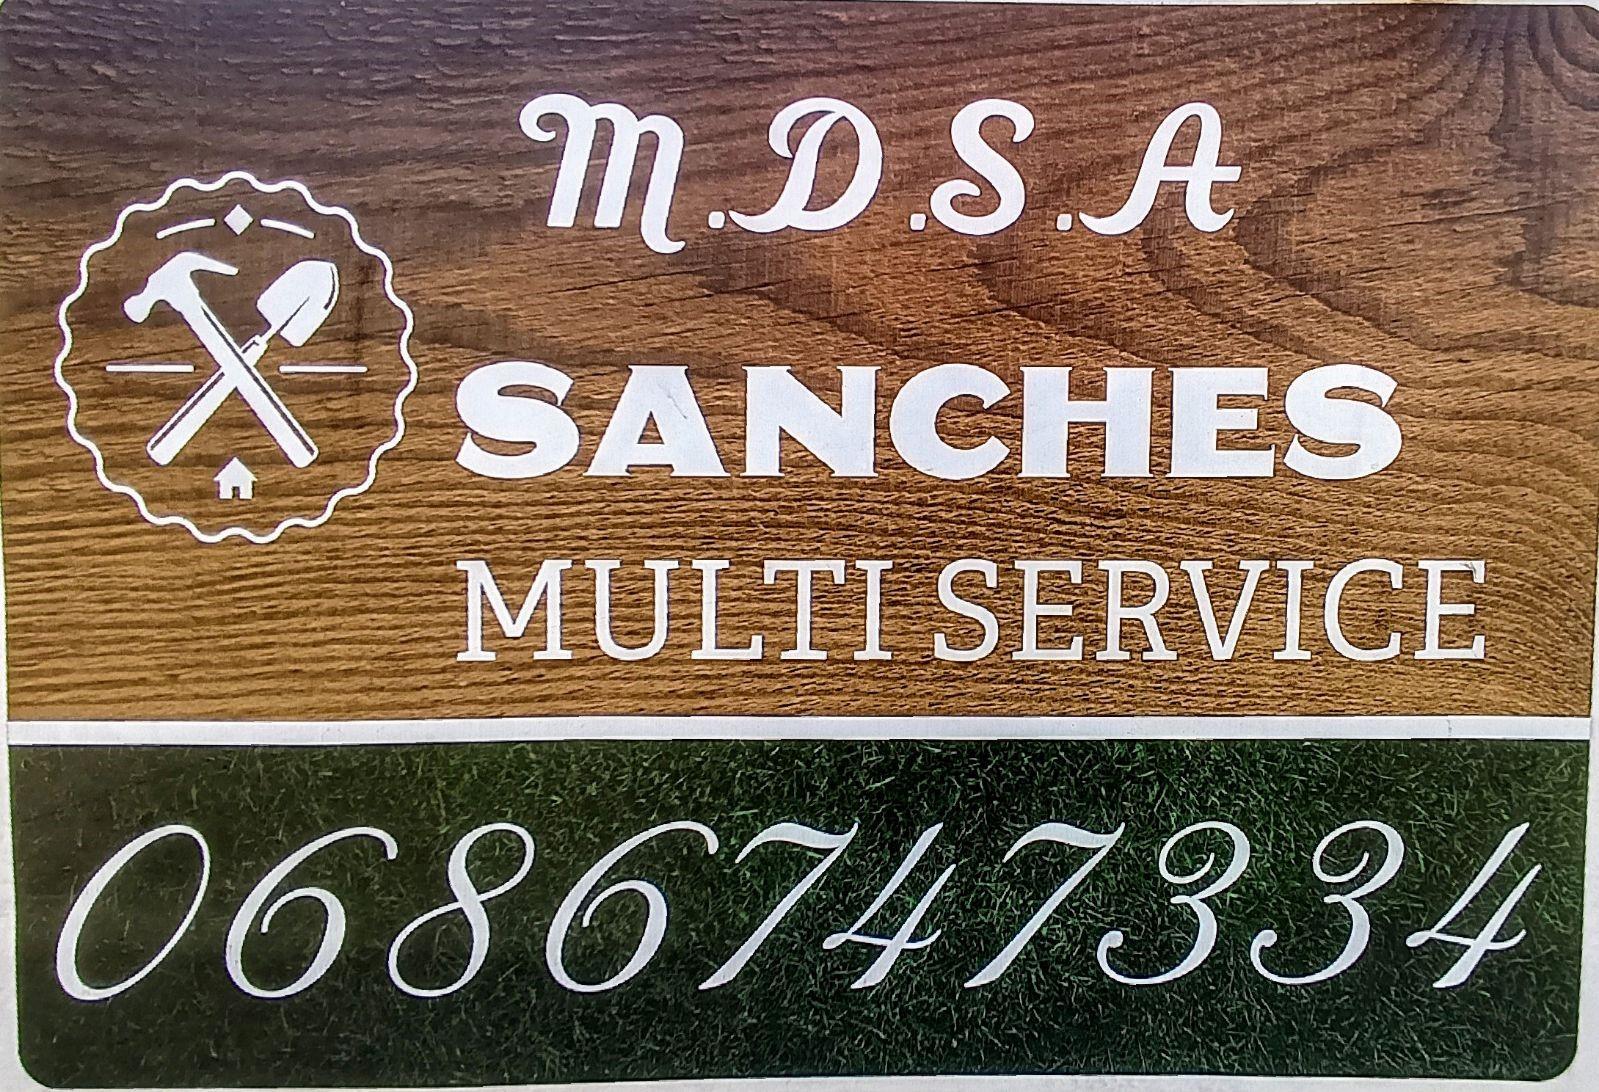 M.D.S.A
SANCHES
MULTI SERVICE
0686747334